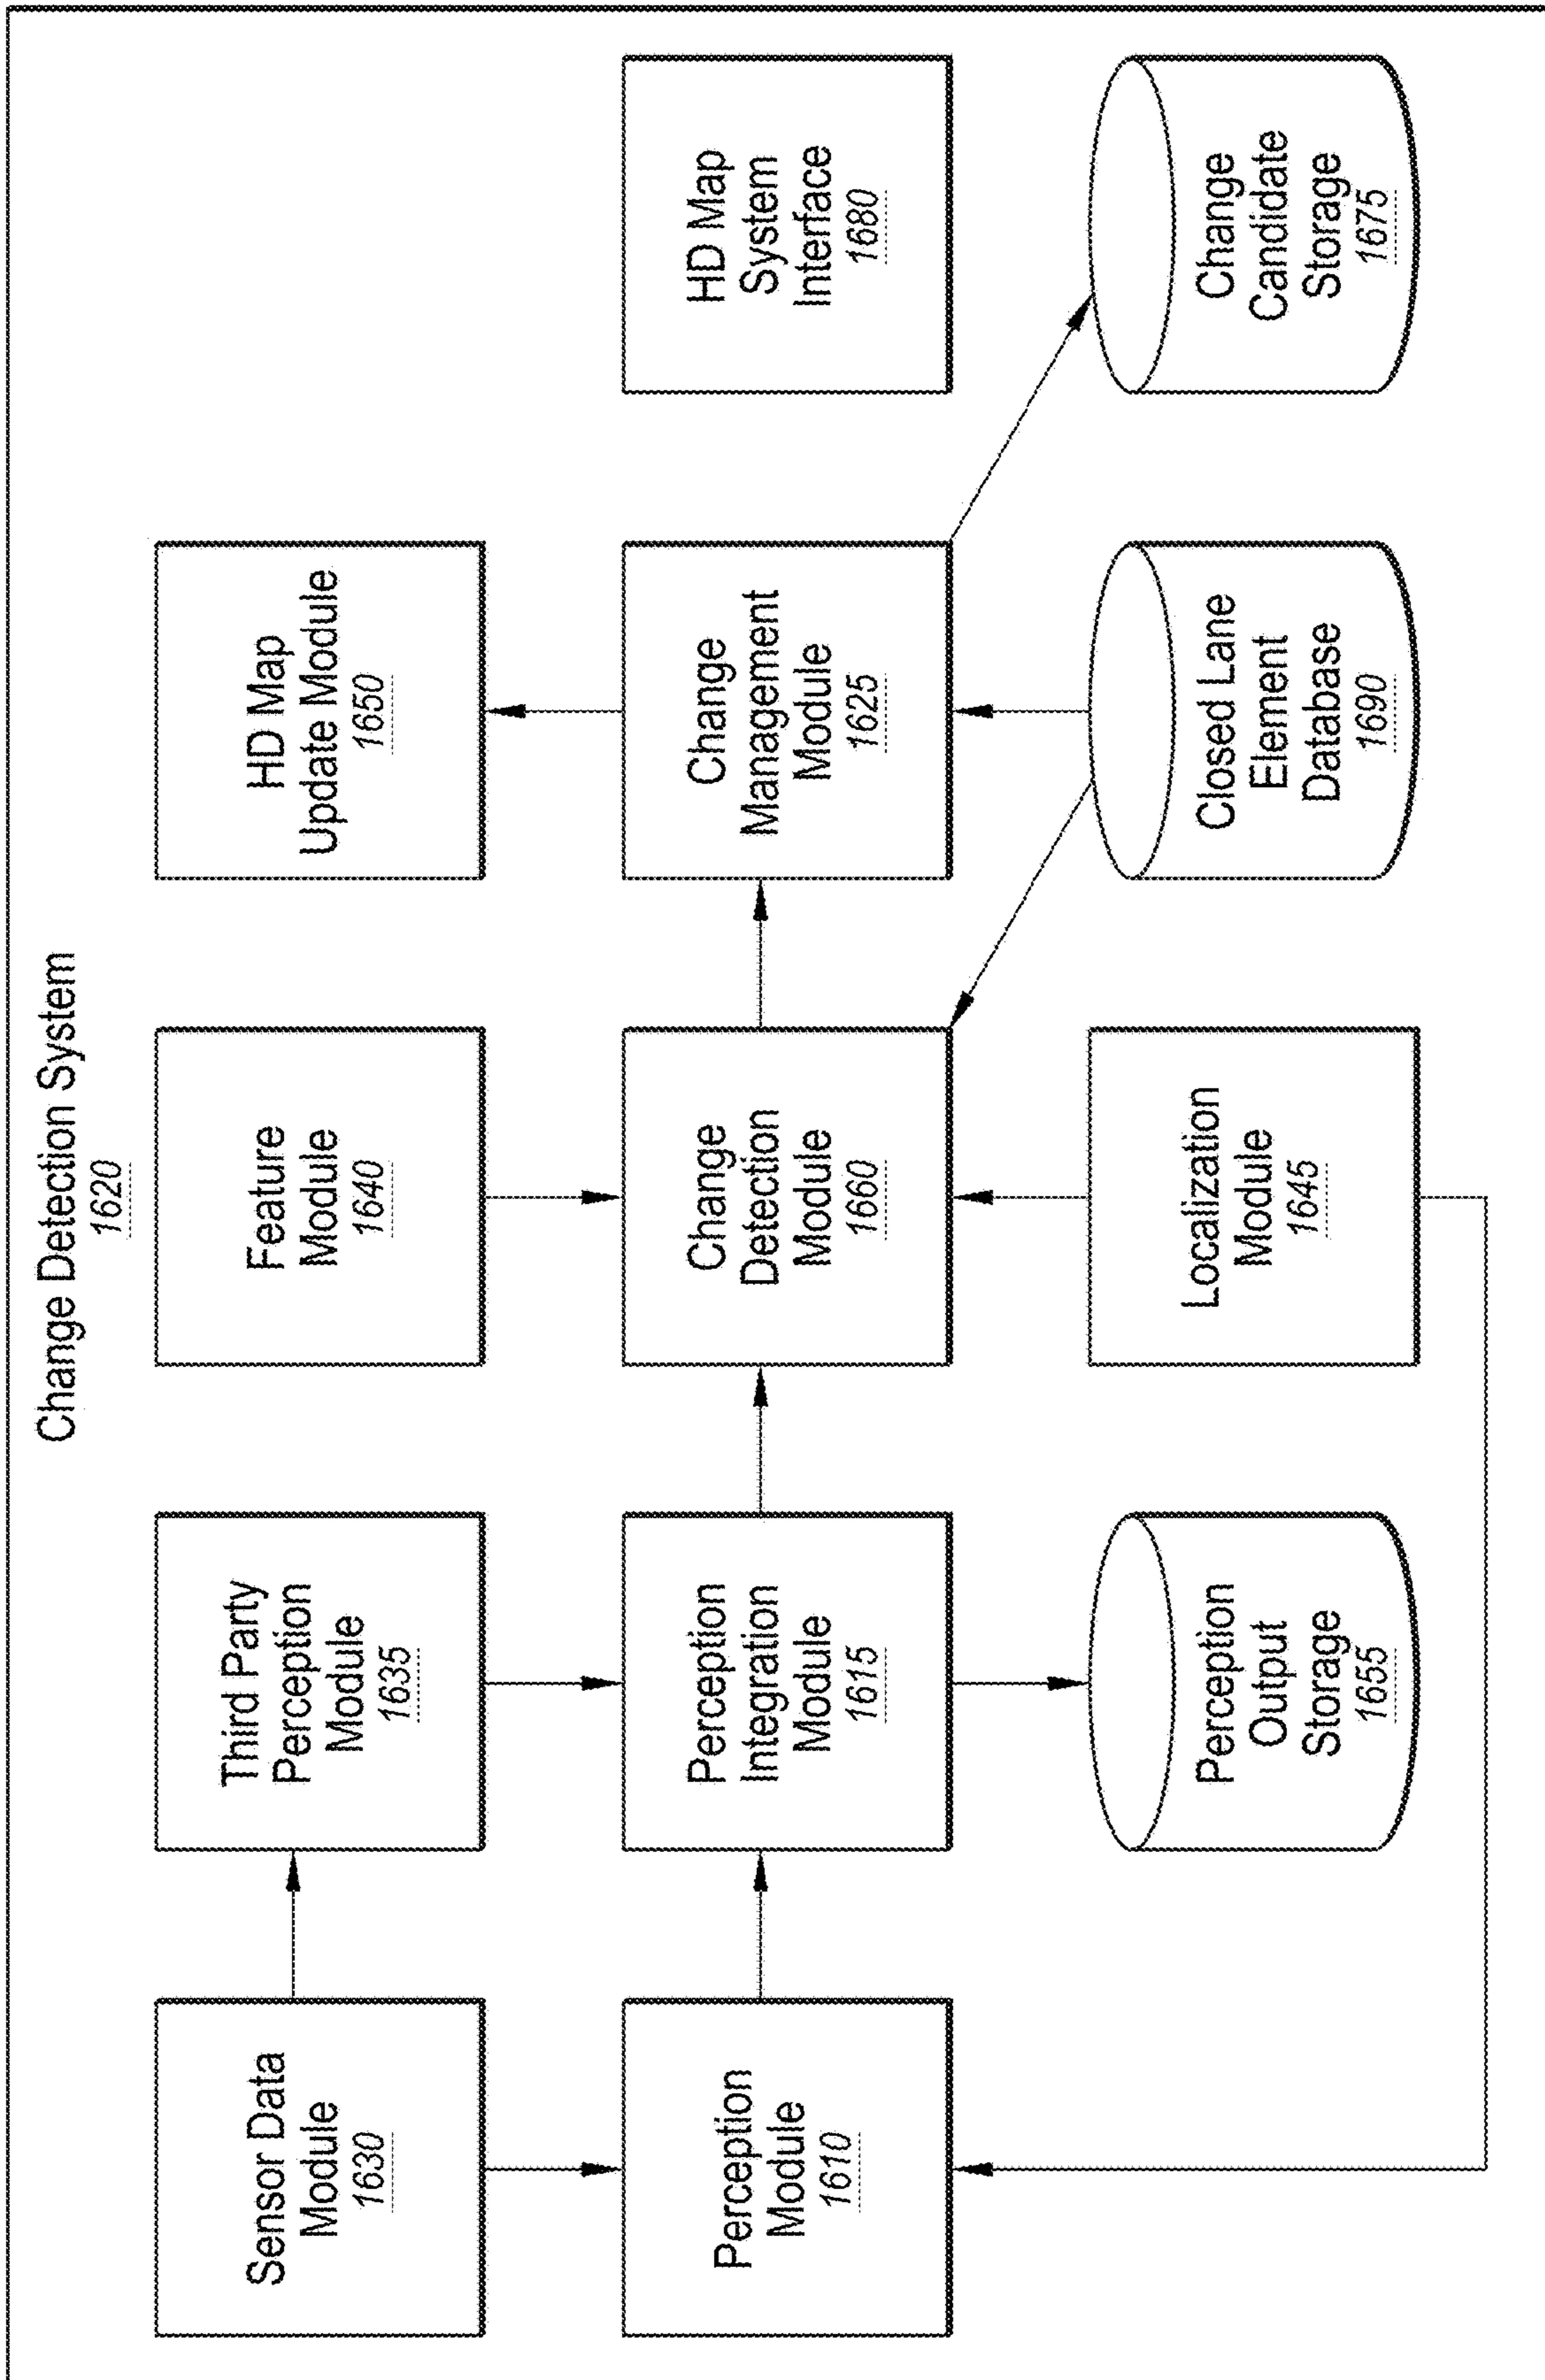 Change Detection System
1620
Sensor Data
Module
1630
Third Party
Perception
Module
1635
Feature
Module
1640
HD Map
Update Module
1650
Perception
Module
1610
Perception
Integration
Module
1615
Change
Detection
Module
1660
Change
Management
Module
1625
HD Map
System
Interface
1680
Perception
Output
Storage
1655
Localization
Module
1645
Closed Lane
Element
Database
1690
Change
Candidate
Storage
1675